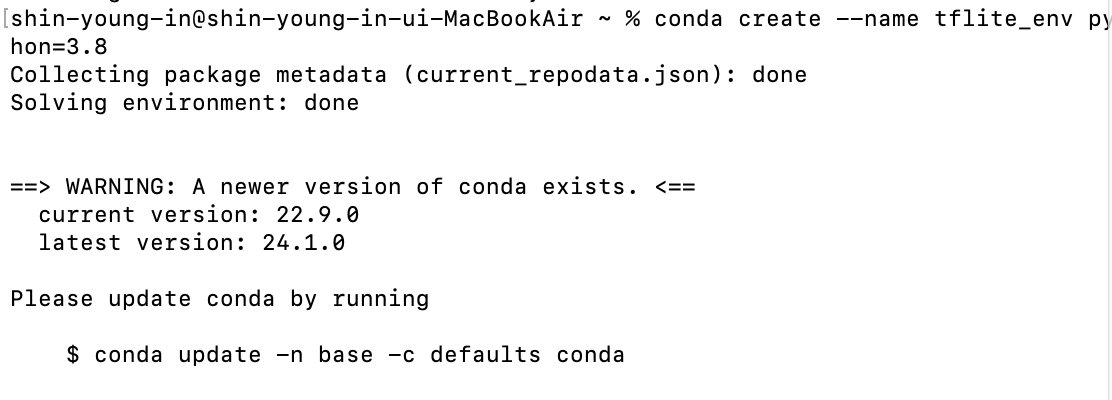 [shin-young-in@shin-young-in-ui-MacBookAir ~ % conda create --name tflite_env py
hon=3.8
Collecting package metadata (current_repodata.json): done
Solving environment: done
==> WARNING: A newer version of conda exists. <==
current version: 22.9.0
latest version: 24.1.0
Please update conda by running
$ conda update -n base -c defaults conda